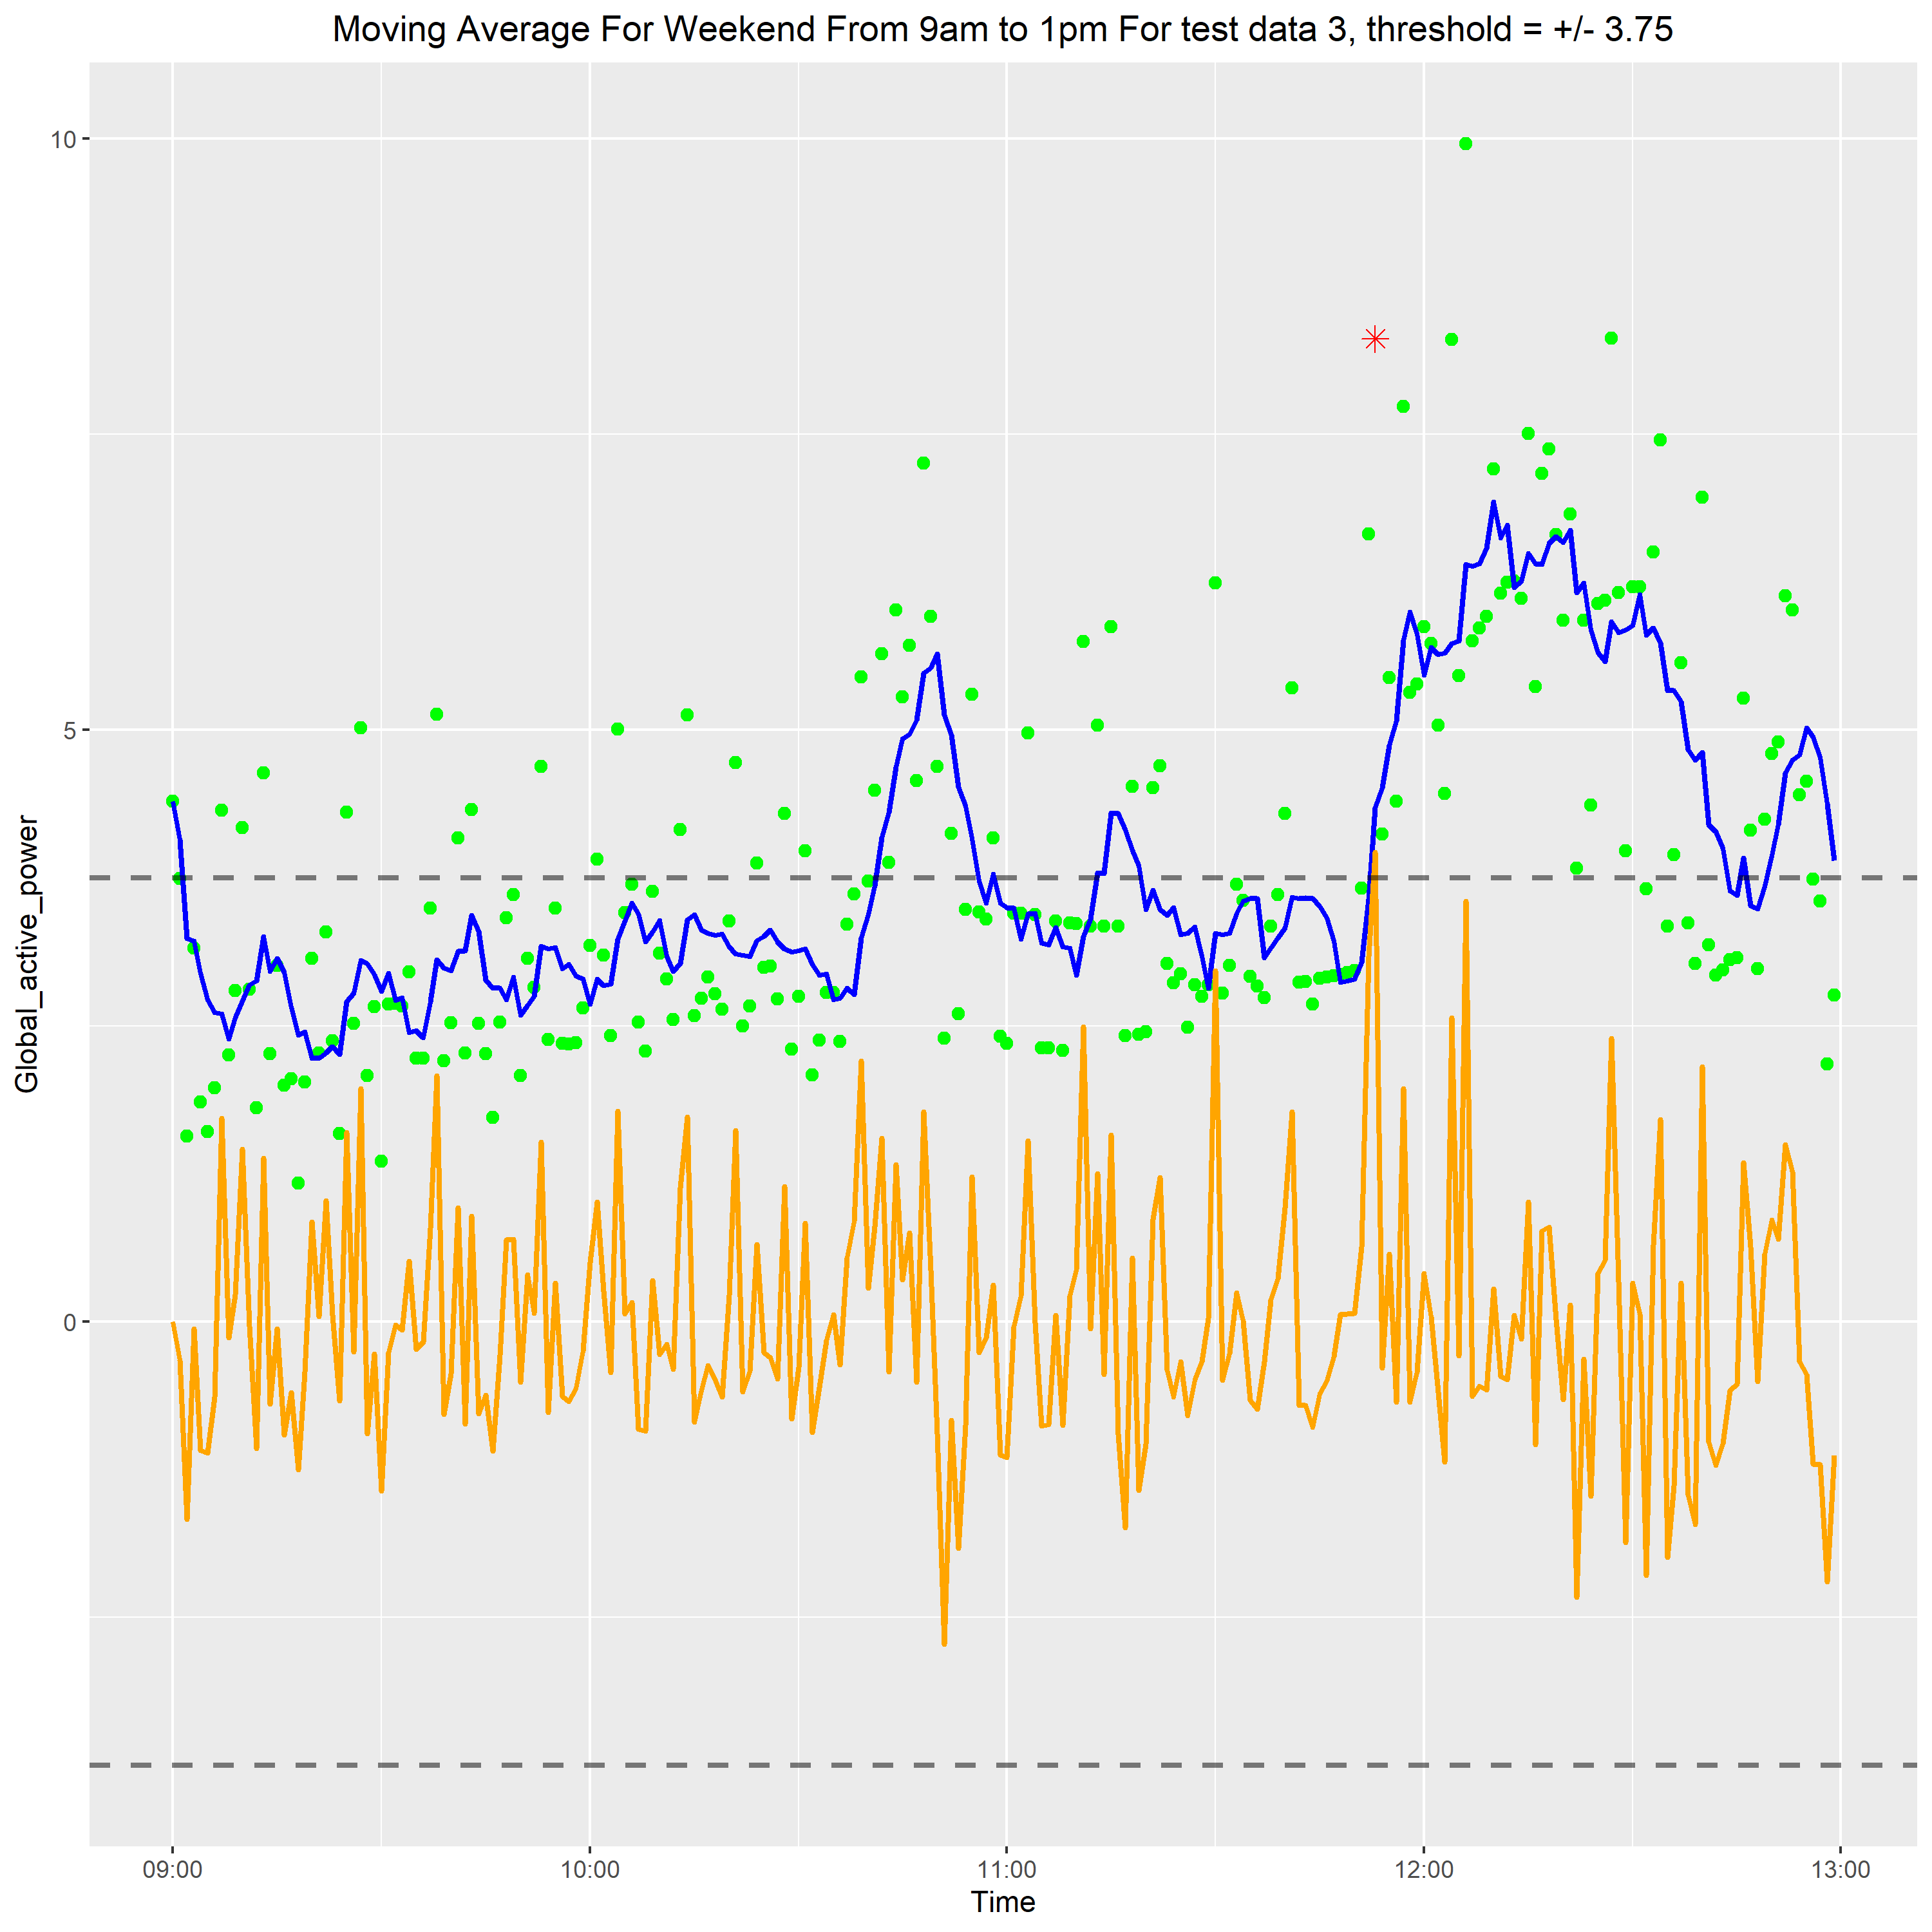 Moving Average For Weekend From 9am to 1pm For test data 3, threshold = +/- 3.75
Global_active_power
10
5
0
09:00
10:00
11:00
12:00
13:00
Time